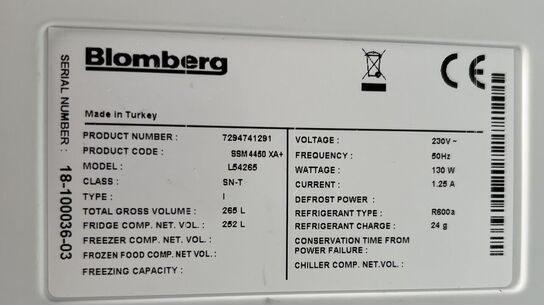 Blomberg
CE
Made in Turkey
PRODUCT NUMBER : 7294741291
PRODUCT CODE : SSM 4450 XA+
MODEL : L54265
CLASS : SN-T
TYPE : I
TOTAL GROSS VOLUME : 265 L
FRIDGE COMP. NET. VOL. : 252 L
FREEZER COMP. NET VOL. :
FROZEN FOOD COMP. NET VOL. :
FREEZING CAPACITY :
VOLTAGE : 230V ~
FREQUENCY : 50Hz
WATTAGE : 130 W
CURRENT : 1.25 A
DEFROST POWER :
REFRIGERANT TYPE : R600a
REFRIGERANT CHARGE : 24 g
CONSERVATION TIME FROM
POWER FAILURE :
CHILLER COMP. NET VOL. :
SERIAL NUMBER : 18-100036-03